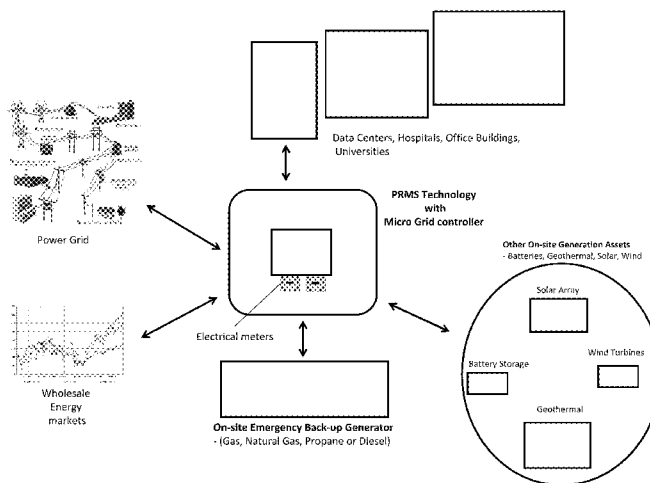 Data Centers, Hospitals, Office Buildings,
Universities
PRMS Technology
with
Micro Grid controller
Power Grid
Other On-site Generation Assets
- Batteries, Geothermal, Solar, Wind
Solar Array
Electrical meters
Battery Storage
Wind Turbines
Wholesale
Energy
markets
Geothermal
On-site Emergency Back-up Generator
- (Gas, Natural Gas, Propane or Diesel)